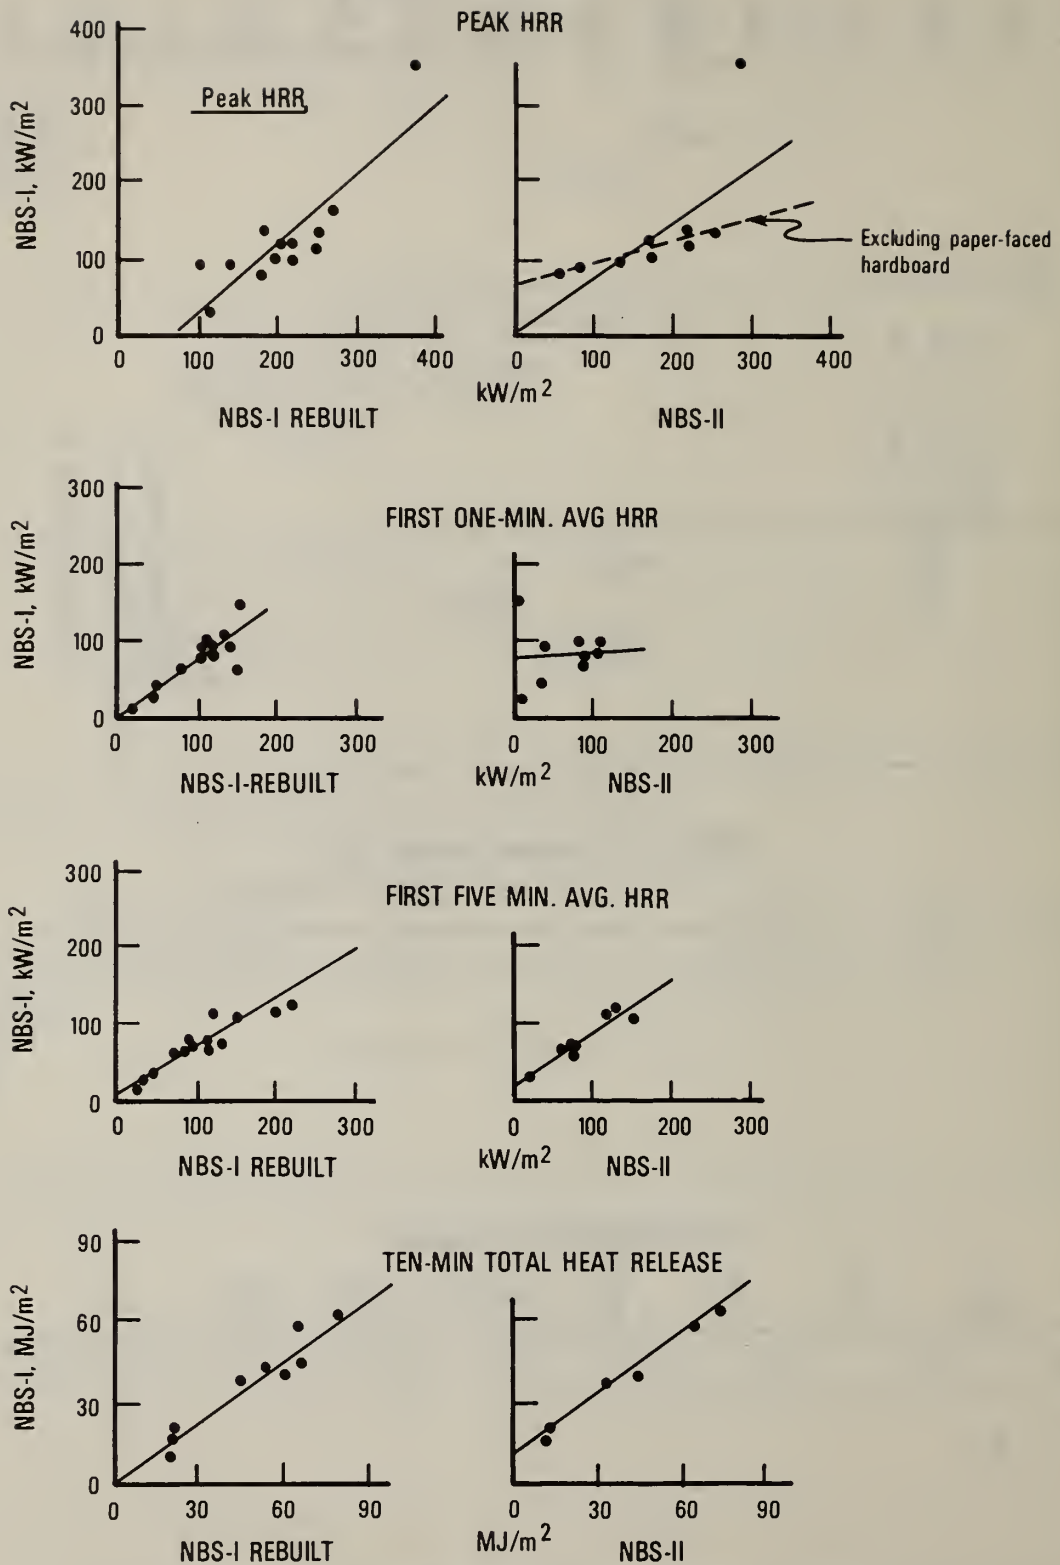 PEAK HRR
400
300
200
100
0
NBS-I, kW/m2
Peak HRR
0 100 200 300 400
NBS-I REBUILT
kW/m2
0 100 200 300 400
NBS-II
Excluding paper-faced
hardboard
FIRST ONE-MIN. AVG HRR
300
200
100
0
NBS-I, kW/m2
0 100 200 300
NBS-I-REBUILT
kW/m2
0 100 200 300
NBS-II
FIRST FIVE MIN. AVG. HRR
300
200
100
0
NBS-I, kW/m2
0 100 200 300
NBS-I REBUILT
kW/m2
0 100 200 300
NBS-II
TEN-MIN TOTAL HEAT RELEASE
90
60
30
0
NBS-I, MJ/m2
0 30 60 90
NBS-I REBUILT
MJ/m2
0 30 60 90
NBS-II